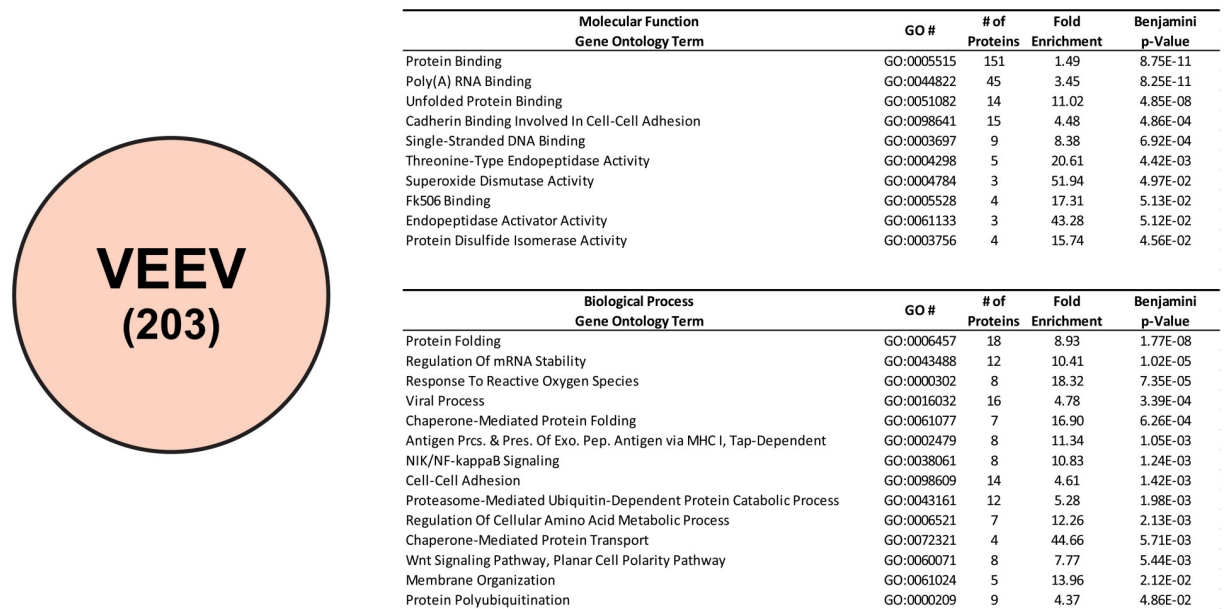 VEEV
(203)
Molecular Function
Gene Ontology Term GO # # of Proteins Fold Enrichment Benjamini p-Value
Protein Binding GO:0005515 151 1.49 8.75E-11
Poly(A) RNA Binding GO:0044822 45 3.45 8.25E-11
Unfolded Protein Binding GO:0051082 14 11.02 4.85E-08
Cadherin Binding Involved In Cell-Cell Adhesion GO:0098641 15 4.48 4.86E-04
Single-Stranded DNA Binding GO:0003697 9 8.38 6.92E-04
Threonine-Type Endopeptidase Activity GO:0004298 5 20.61 4.42E-03
Superoxide Dismutase Activity GO:0004784 3 51.94 4.97E-02
Fk506 Binding GO:0005528 4 17.31 5.13E-02
Endopeptidase Activator Activity GO:0061133 3 43.28 5.12E-02
Protein Disulfide Isomerase Activity GO:0003756 4 15.74 4.56E-02
Biological Process
Gene Ontology Term GO # # of Proteins Fold Enrichment Benjamini p-Value
Protein Folding GO:0006457 18 8.93 1.77E-08
Regulation Of mRNA Stability GO:0043488 12 10.41 1.02E-05
Response To Reactive Oxygen Species GO:0000302 8 18.32 7.35E-05
Viral Process GO:0016032 16 4.78 3.39E-04
Chaperone-Mediated Protein Folding GO:0061077 7 16.90 6.26E-04
Antigen Prcs. & Pres. Of Exo. Pep. Antigen via MHC I, Tap-Dependent GO:0002479 8 11.34 1.05E-03
NIK/NF-kappaB Signaling GO:0038061 8 10.83 1.24E-03
Cell-Cell Adhesion GO:0098609 14 4.61 1.42E-03
Proteasome-Mediated Ubiquitin-Dependent Protein Catabolic Process GO:0043161 12 5.28 1.98E-03
Regulation Of Cellular Amino Acid Metabolic Process GO:0006521 7 12.26 2.13E-03
Chaperone-Mediated Protein Transport GO:0072321 4 44.66 5.71E-03
Wnt Signaling Pathway, Planar Cell Polarity Pathway GO:0060071 8 7.77 5.44E-03
Membrane Organization GO:0061024 5 13.96 2.12E-02
Protein Polyubiquitination GO:0000209 9 4.37 4.86E-02